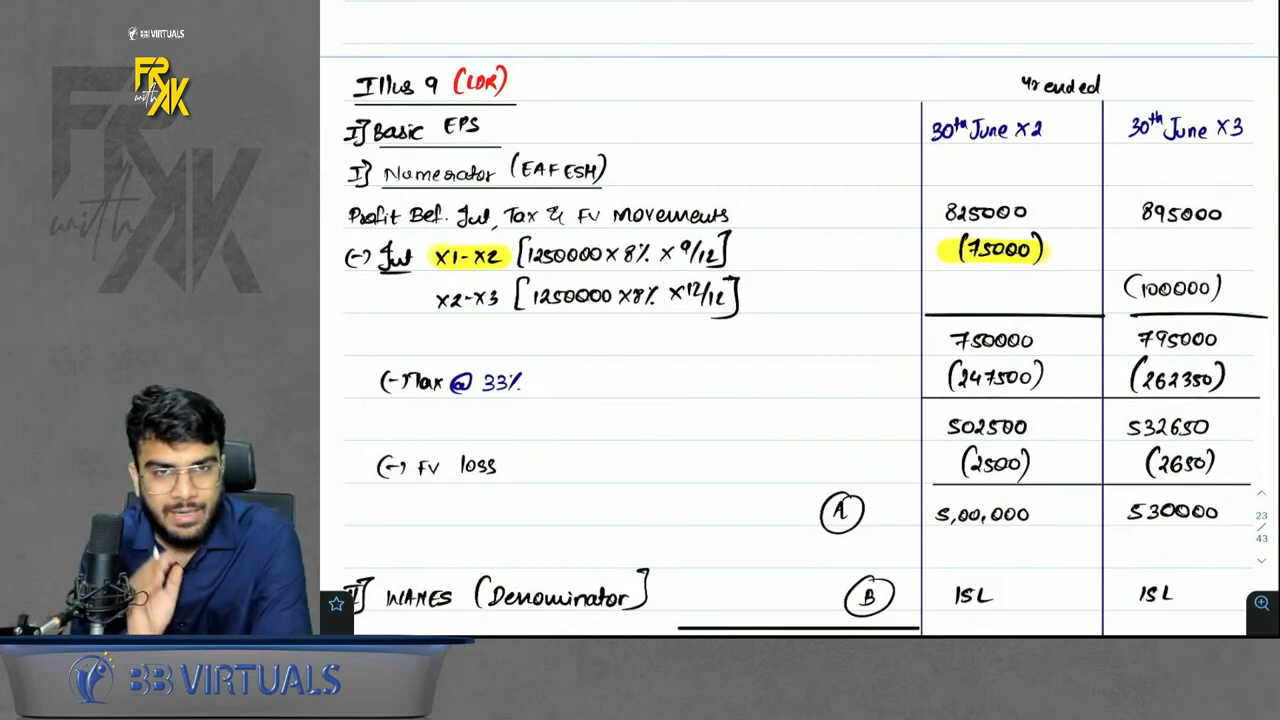 BB VIRTUALS
FR
with
AK
Illus 9 (LDR)
Yr ended
I] Basic EPS
30th June X2
30th June X3
I] Numerator (EAFESH)
Profit Bef. Int, Tax & FV Movements 825000 895000
(-) Int X1-X2 [1250000 X 8% X 9/12] (75000)
X2-X3 [1250000 X 8% X 12/12] (100000)
750000 795000
(-) Tax @ 33% (247500) (262350)
502500 532650
(-) FV loss (2500) (2650)
A 5,00,000 530000
II] WANES (Denominator] B 15L 15L
23
/
43
BB VIRTUALS